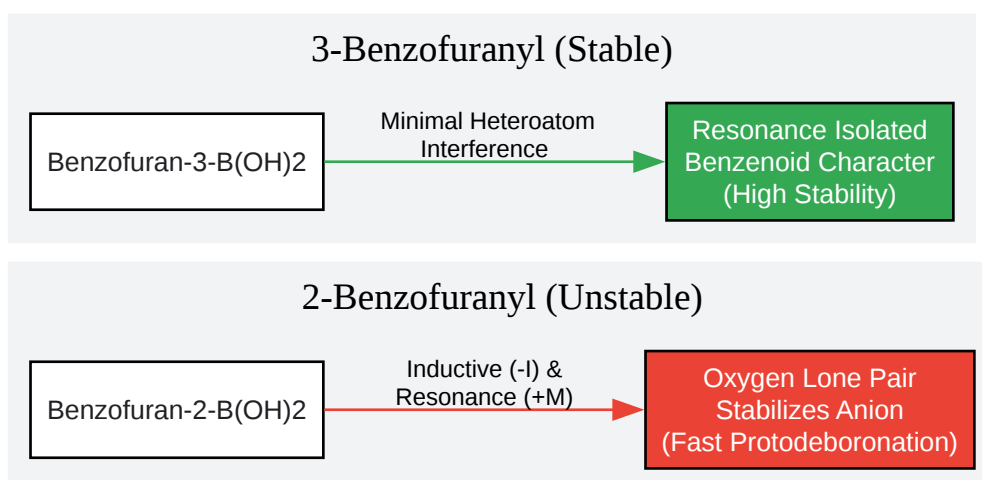 3-Benzofuranyl (Stable)
Benzofuran-3-B(OH)2
Minimal Heteroatom
Interference
Resonance Isolated
Benzenoid Character
(High Stability)
2-Benzofuranyl (Unstable)
Benzofuran-2-B(OH)2
Inductive (-I) &
Resonance (+M)
Oxygen Lone Pair
Stabilizes Anion
(Fast Protodeboronation)